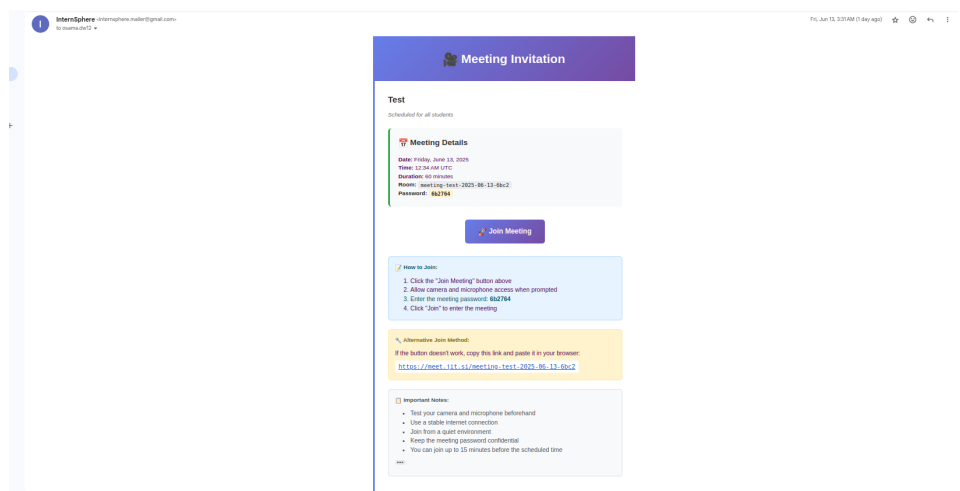 InternSphere <internsphere.mailer@gmail.com>
Fri, Jun 13, 3:31 AM (1 day ago)
to osama.dw12
I
Meeting Invitation
Test
Scheduled for all students
Meeting Details
Date: Friday, June 13, 2025
Time: 12:34 AM UTC
Duration: 60 minutes
Room: meeting-test-2025-06-13-6bc2
Password: 6b2764
Join Meeting
How to Join:
1. Click the "Join Meeting" button above
2. Allow camera and microphone access when prompted
3. Enter the meeting password: 6b2764
4. Click "Join" to enter the meeting
Alternative Join Method:
If the button doesn't work, copy this link and paste it in your browser:
https://meet.jit.si/meeting-test-2025-06-13-6bc2
Important Notes:
• Test your camera and microphone beforehand
• Use a stable internet connection
• Join from a quiet environment
• Keep the meeting password confidential
• You can join up to 15 minutes before the scheduled time